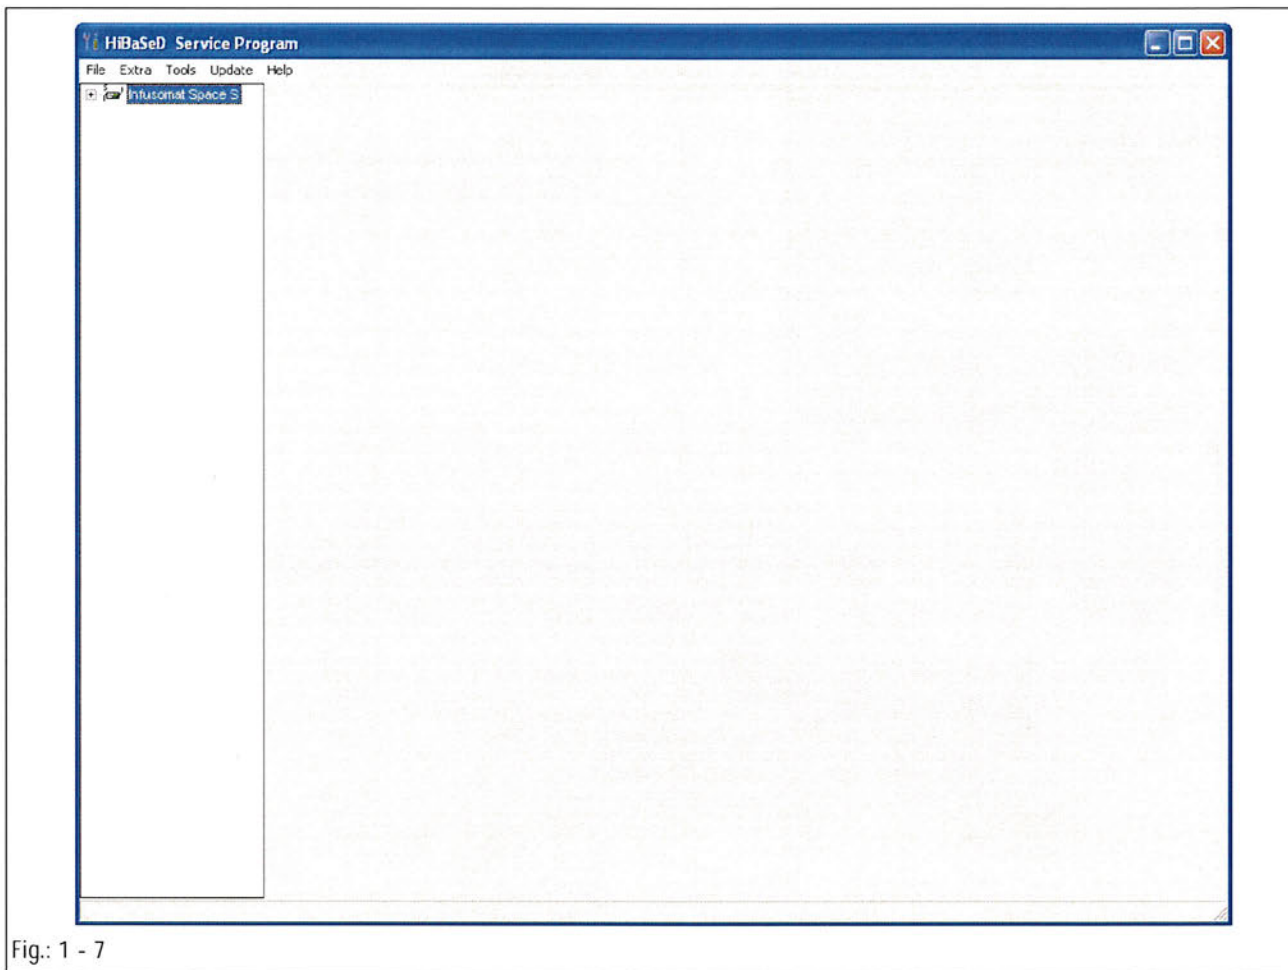 HiBaSeD Service Program
File Extra Tools Update Help
Infusomat Space S
Fig.: 1 - 7